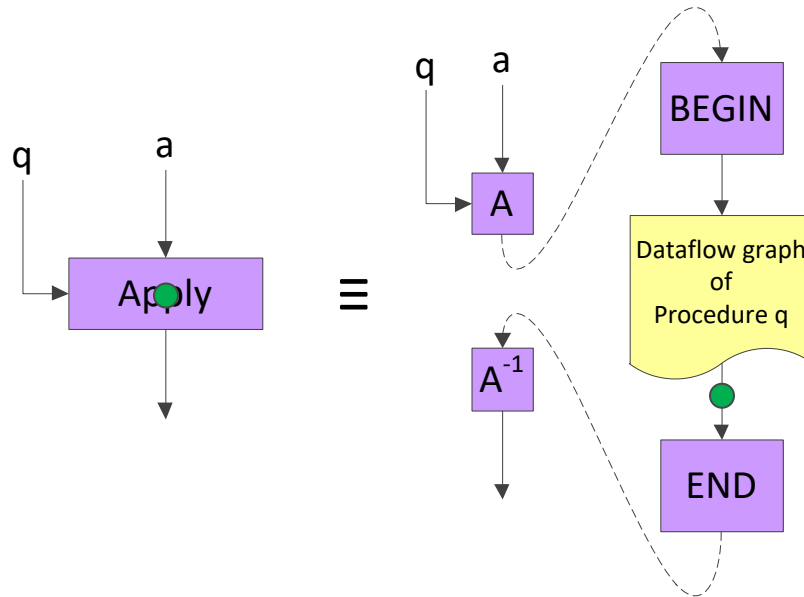 q
a
Apply
≡
q
a
A
A⁻¹
BEGIN
Dataflow graph
of
Procedure q
END